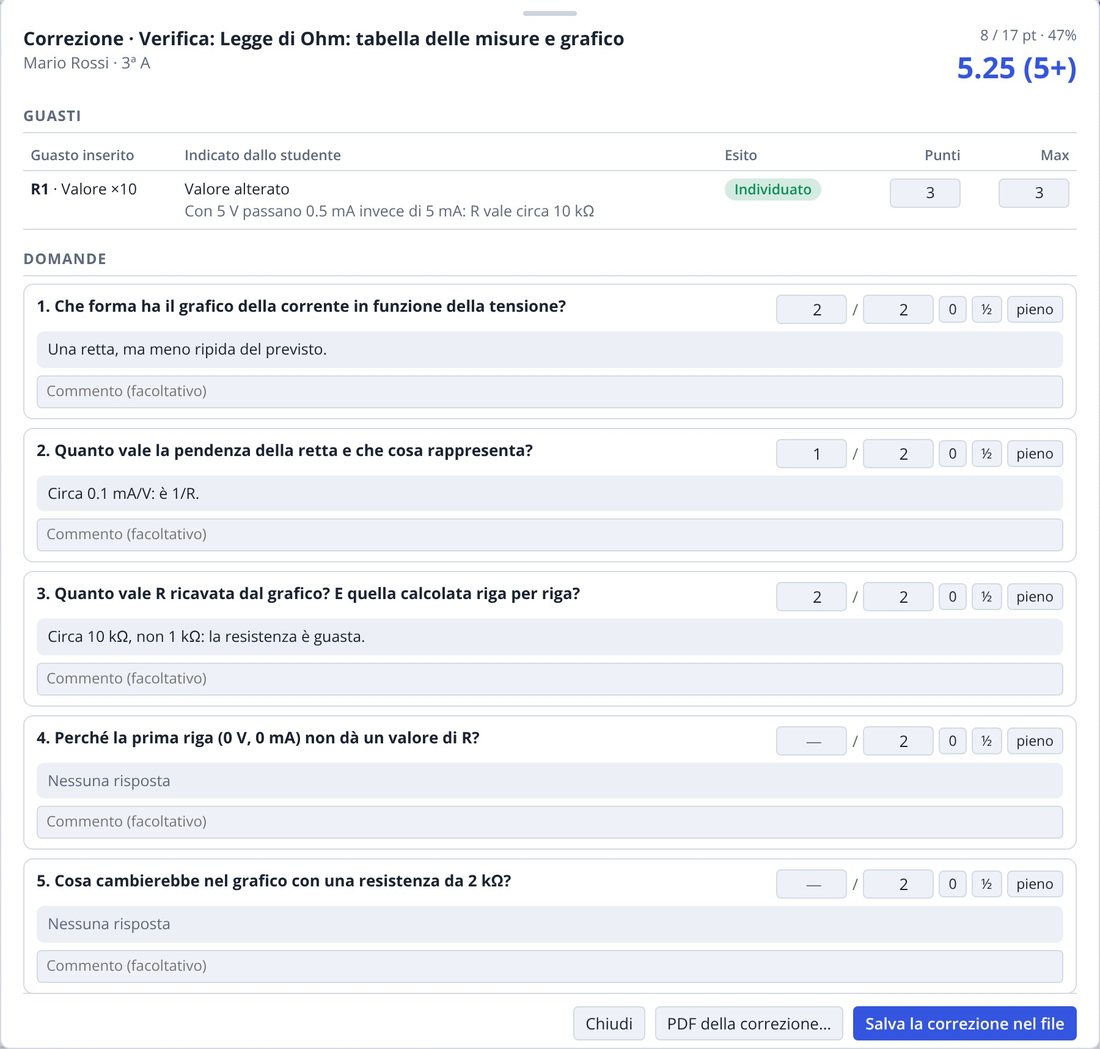 Correzione · Verifica: Legge di Ohm: tabella delle misure e grafico
8 / 17 pt · 47%
Mario Rossi · 3ª A
5.25 (5+)
GUASTI
Guasto inserito Indicato dallo studente Esito Punti Max
R1 · Valore ×10 Valore alterato Individuato 3 3
Con 5 V passano 0.5 mA invece di 5 mA: R vale circa 10 kΩ
DOMANDE
1. Che forma ha il grafico della corrente in funzione della tensione? 2 / 2 0 ½ pieno
Una retta, ma meno ripida del previsto.
Commento (facoltativo)
2. Quanto vale la pendenza della retta e che cosa rappresenta? 1 / 2 0 ½ pieno
Circa 0.1 mA/V: è 1/R.
Commento (facoltativo)
3. Quanto vale R ricavata dal grafico? E quella calcolata riga per riga? 2 / 2 0 ½ pieno
Circa 10 kΩ, non 1 kΩ: la resistenza è guasta.
Commento (facoltativo)
4. Perché la prima riga (0 V, 0 mA) non dà un valore di R? — / 2 0 ½ pieno
Nessuna risposta
Commento (facoltativo)
5. Cosa cambierebbe nel grafico con una resistenza da 2 kΩ? — / 2 0 ½ pieno
Nessuna risposta
Commento (facoltativo)
Chiudi PDF della correzione... Salva la correzione nel file